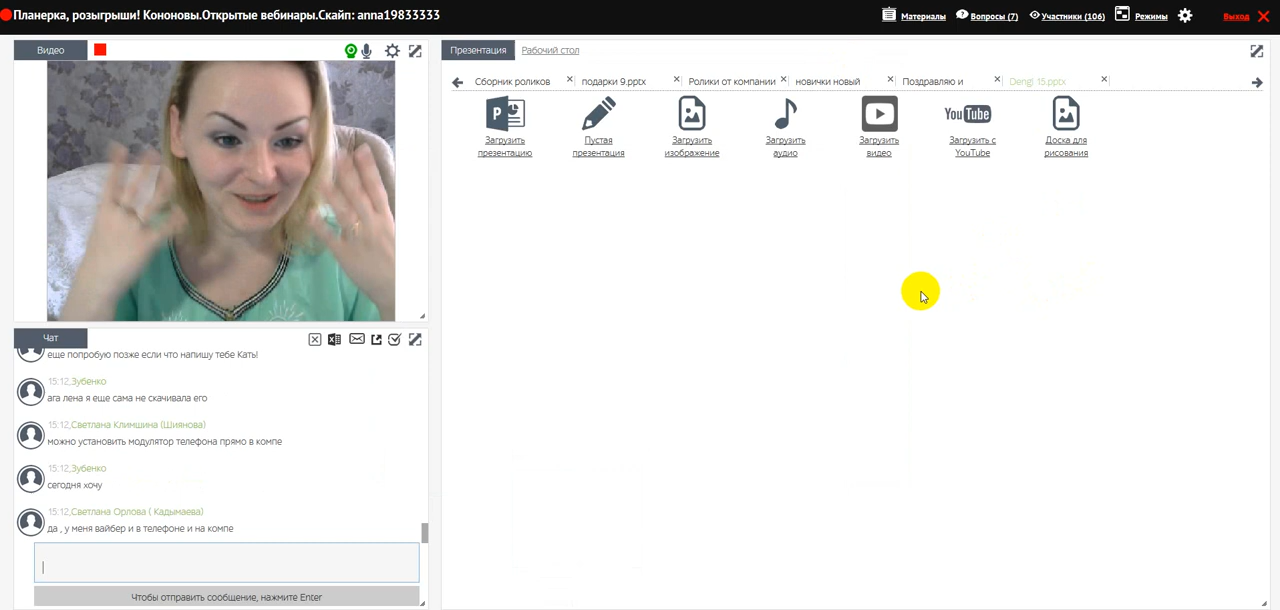 Планерка, розыгрыши! Кононовы.Открытые вебинары.Скайп: anna19833333
Материалы Вопросы (7) Участники (106) Режимы Выход
Видео
Презентация Рабочий стол
Сборник роликов подарки 9.pptx Ролики от компании новички новый Поздравляю и Dengi 15.pptx
Загрузить презентацию
Пустая презентация
Загрузить изображение
Загрузить аудио
Загрузить видео
YouTube
Загрузить с YouTube
Доска для рисования
Чат
еще попробую позже если что напишу тебе Кать!
15:12,Зубенко
ага лена я еще сама не скачивала его
15:12,Светлана Климшина (Шиянова)
можно установить модулятор телефона прямо в компе
15:12,Зубенко
сегодня хочу
15:12,Светлана Орлова ( Кадымаева)
да , у меня вайбер и в телефоне и на компе
Чтобы отправить сообщение, нажмите Enter